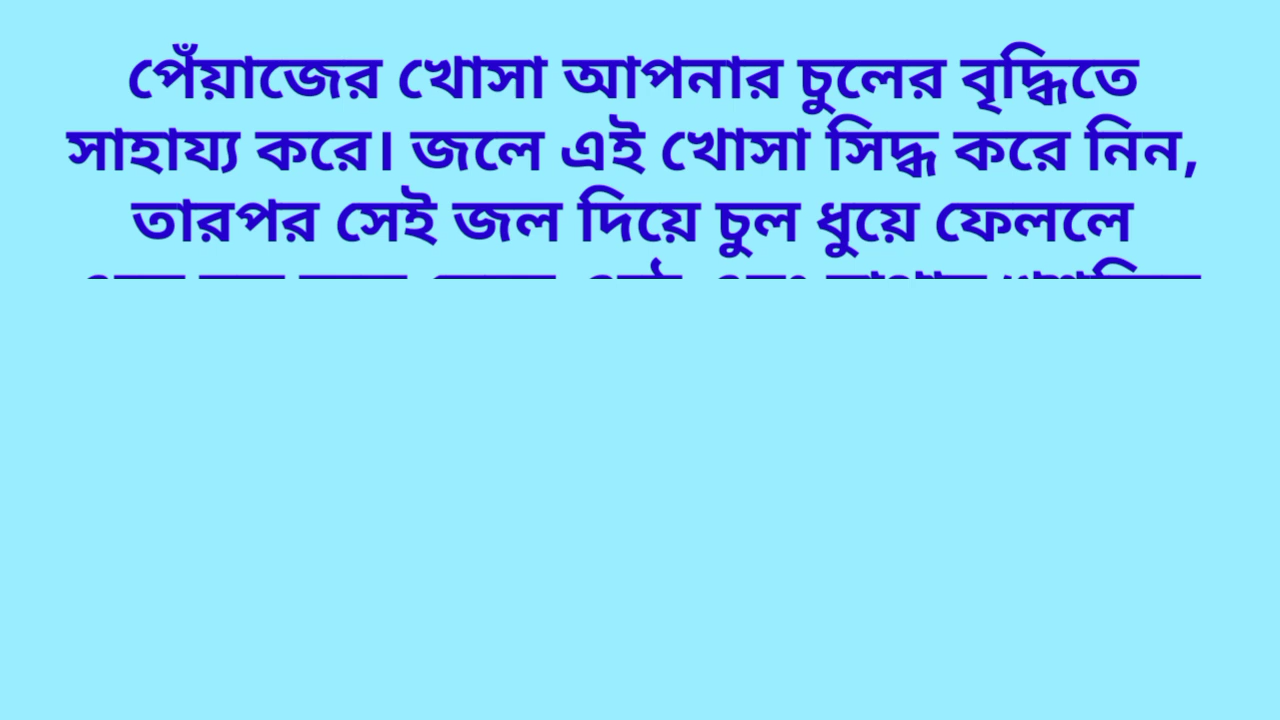 পেঁয়াজের খোসা আপনার চুলের বৃদ্ধিতে
সাহায্য করে। জলে এই খোসা সিদ্ধ করে নিন,
তারপর সেই জল দিয়ে চুল ধুয়ে ফেললে